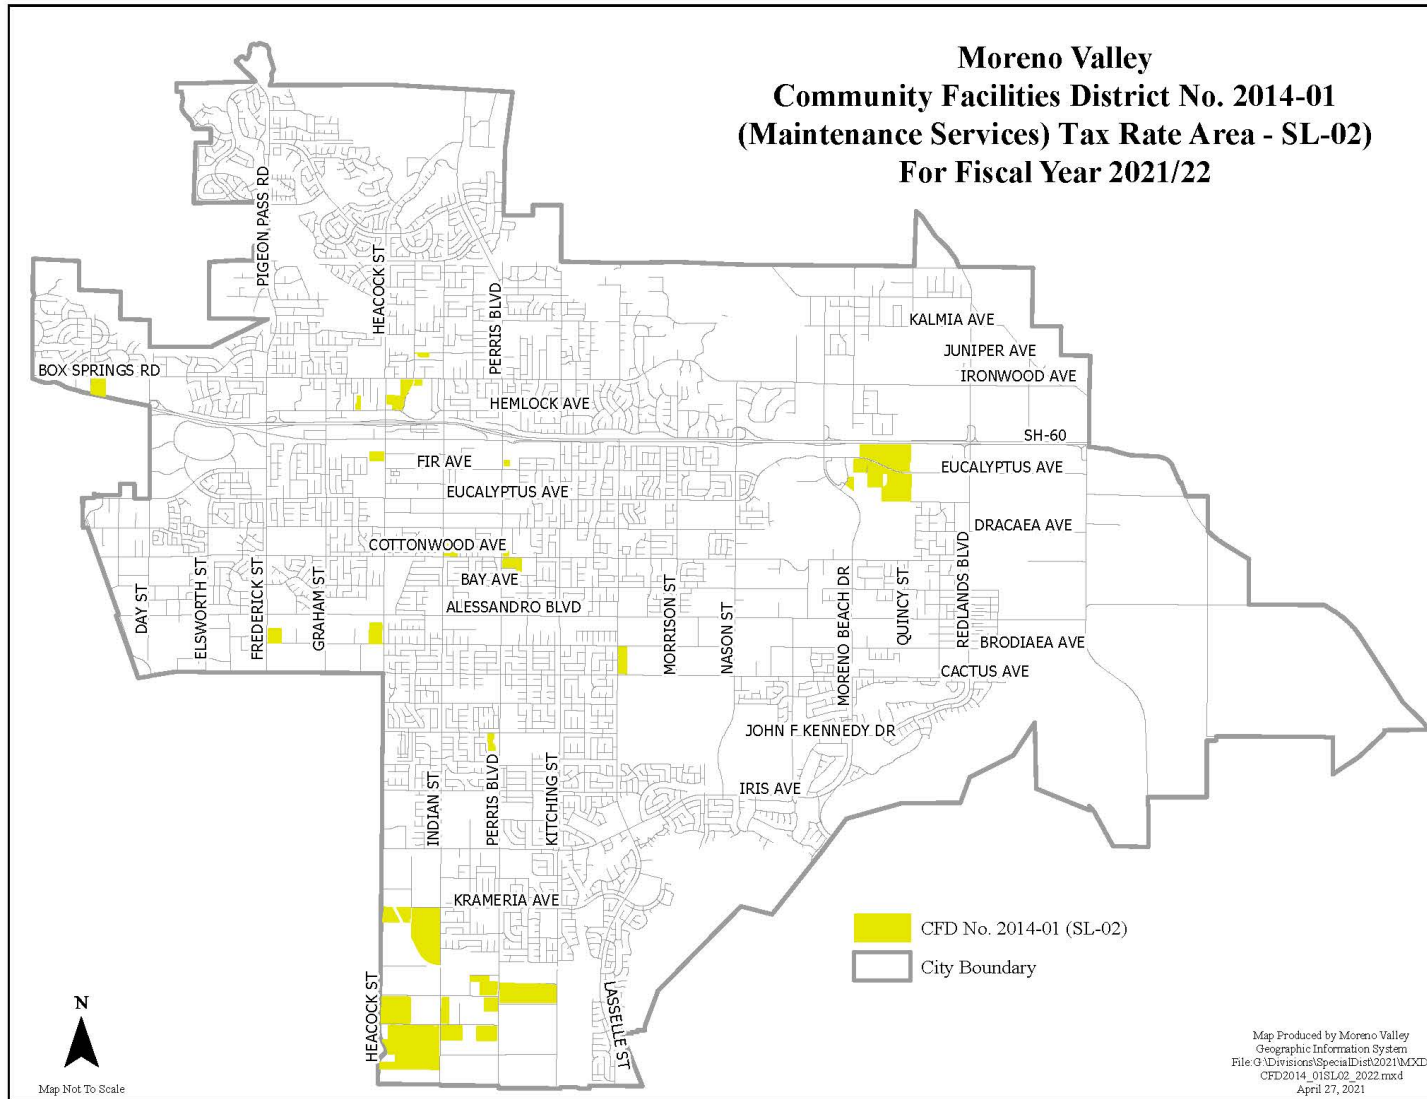 Moreno Valley
Community Facilities District No. 2014-01
(Maintenance Services) Tax Rate Area - SL-02)
For Fiscal Year 2021/22
PIGEON PASS RD
HEACOCK ST
PERRIS BLVD
KALMIA AVE
JUNIPER AVE
IRONWOOD AVE
BOX SPRINGS RD
HEMLOCK AVE
SH-60
FIR AVE
EUCALYPTUS AVE
EUCALYPTUS AVE
DRACAEA AVE
COTTONWOOD AVE
BAY AVE
ALESSANDRO BLVD
DAY ST
ELSWORTH ST
FREDERICK ST
GRAHAM ST
MORRISON ST
NASON ST
MORENO BEACH DR
QUINCY ST
REDLANDS BLVD
BRODIAEA AVE
CACTUS AVE
JOHN F KENNEDY DR
IRIS AVE
INDIAN ST
PERRIS BLVD
KITCHING ST
KRAMERIA AVE
HEACOCK ST
LASSELLE ST
CFD No. 2014-01 (SL-02)
City Boundary
N
Map Not To Scale
Map Produced by Moreno Valley
Geographic Information System
File:G:\Divisions\SpecialDist\2021\MXD
CFD2014_01SL02_2022.mxd
April 27, 2021